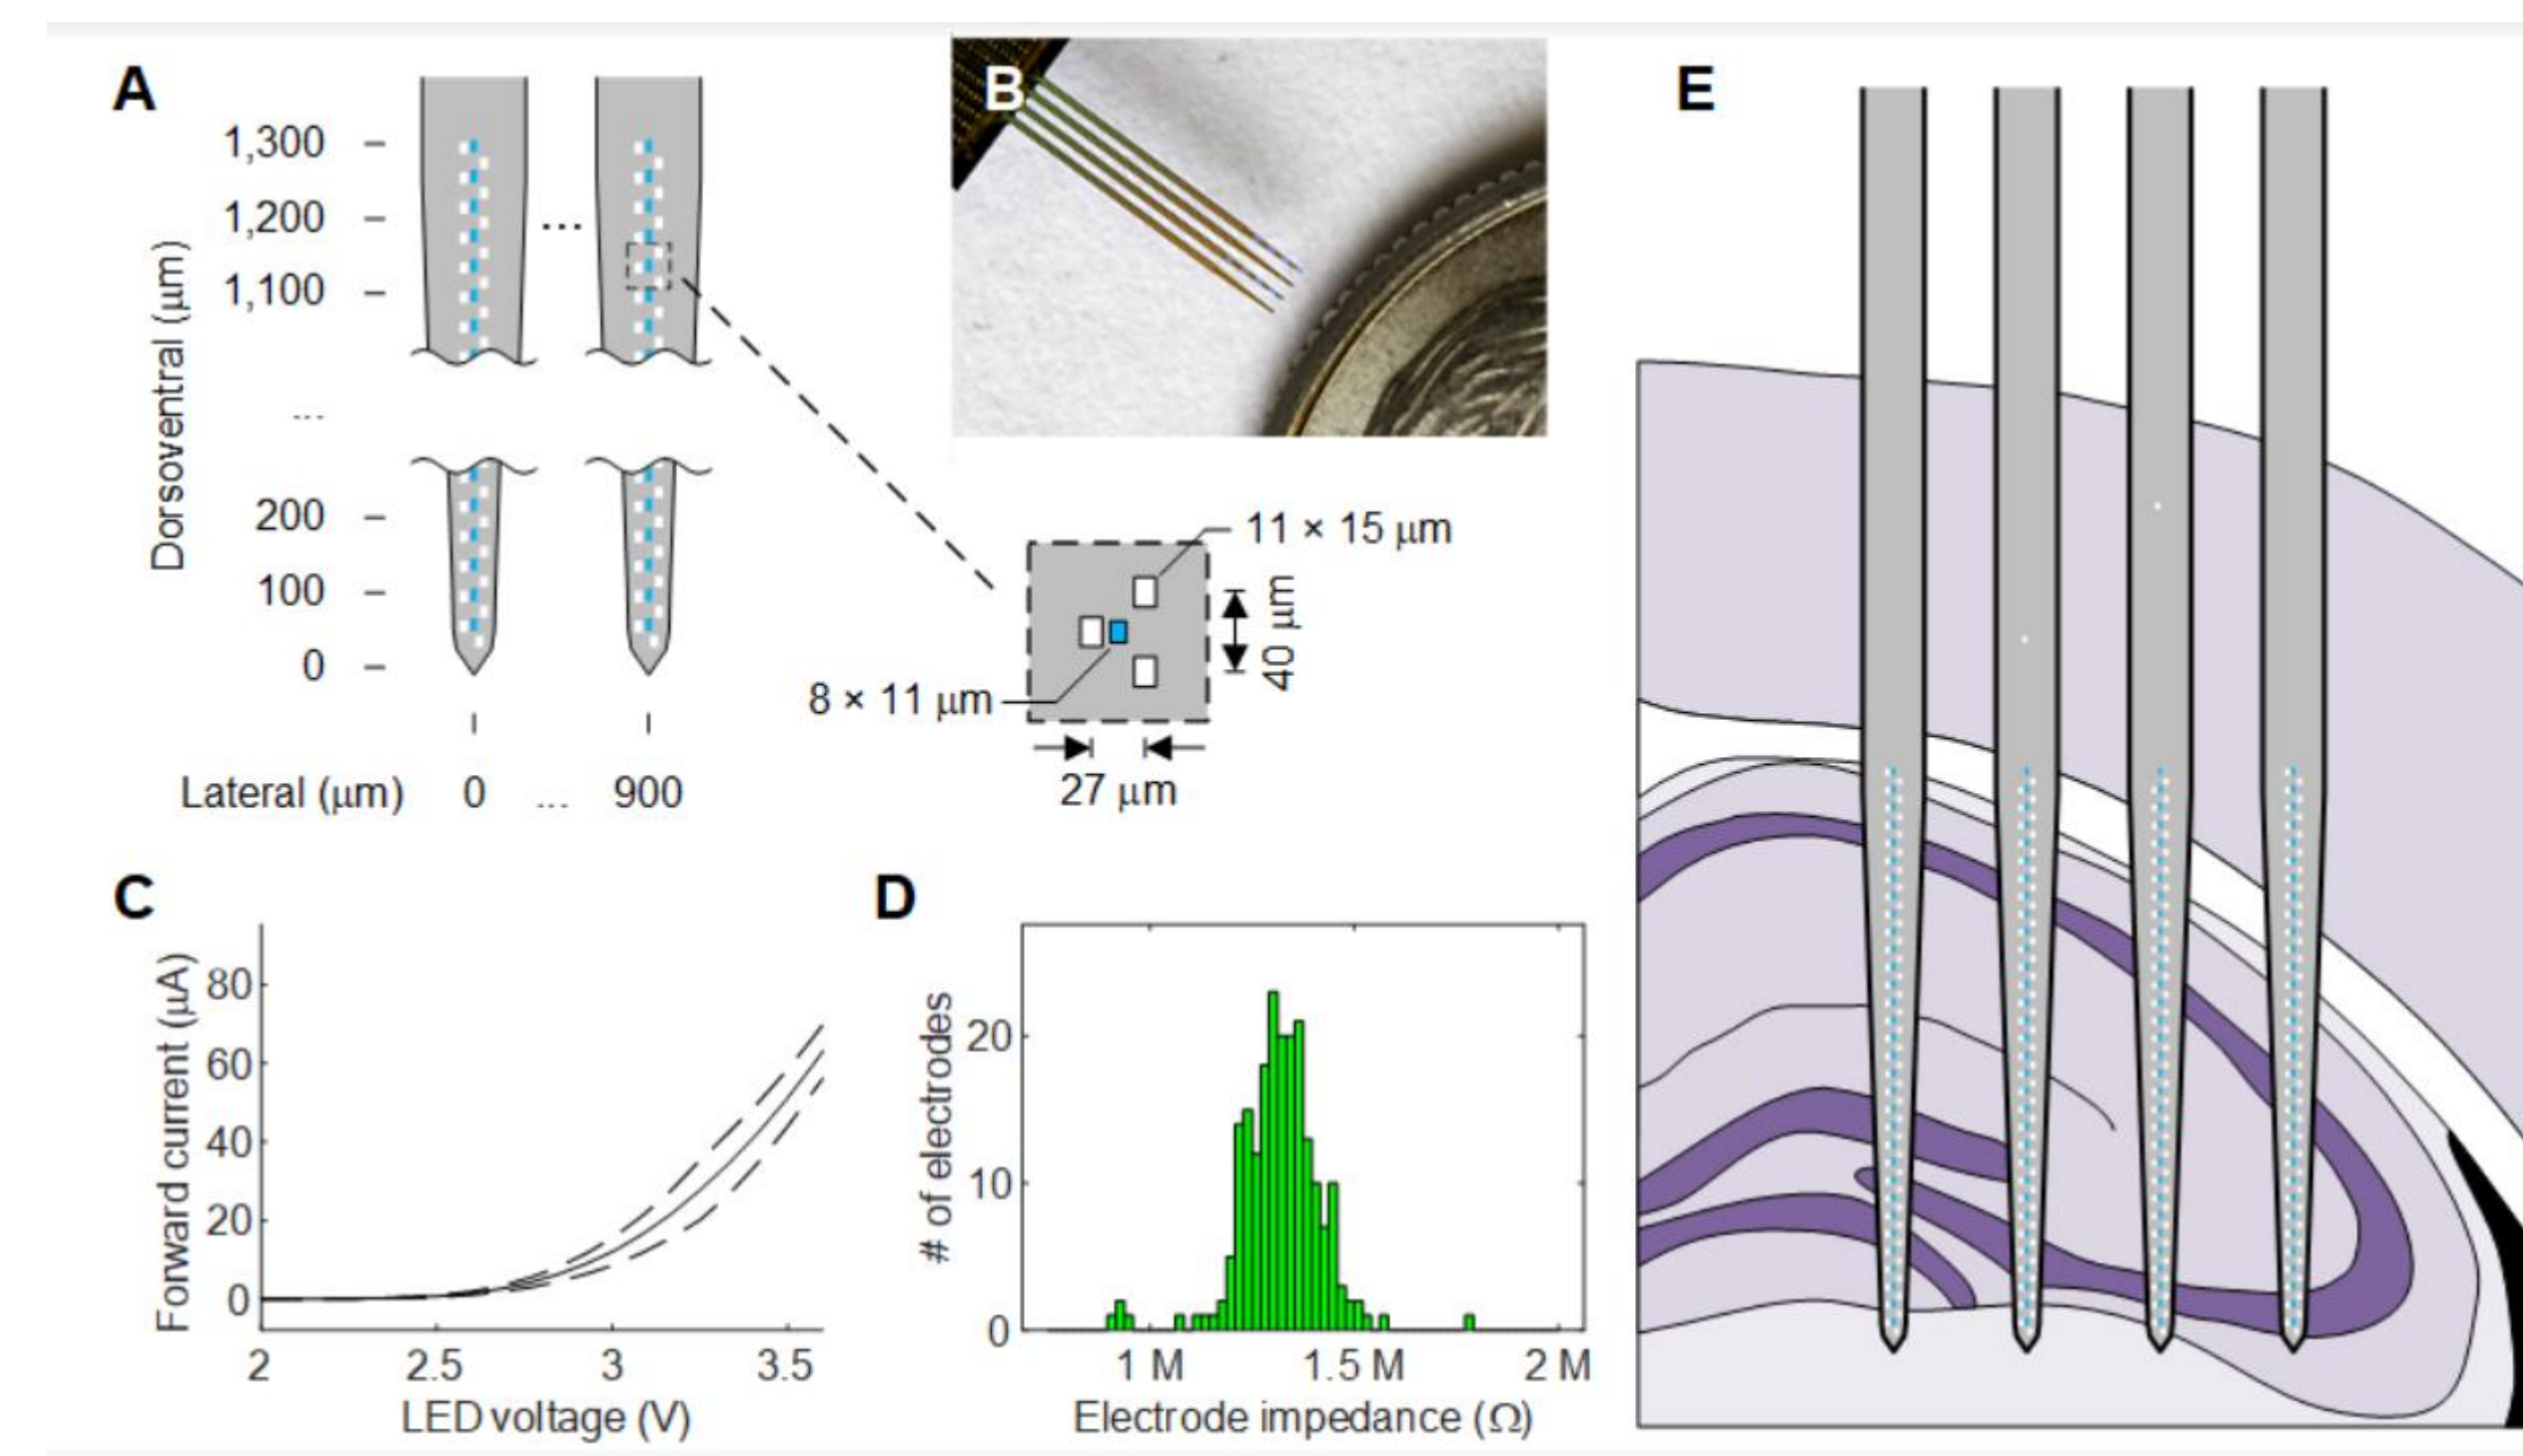 A
1,300
1,200
1,100
...
200
100
0
Dorsoventral (μm)
Lateral (μm) 0 ... 900
...
B
11 × 15 μm
40 μm
8 × 11 μm
27 μm
C
80
60
40
20
0
Forward current (μA)
2 2.5 3 3.5
LED voltage (V)
D
20
10
0
# of electrodes
1 M 1.5 M 2 M
Electrode impedance (Ω)
E